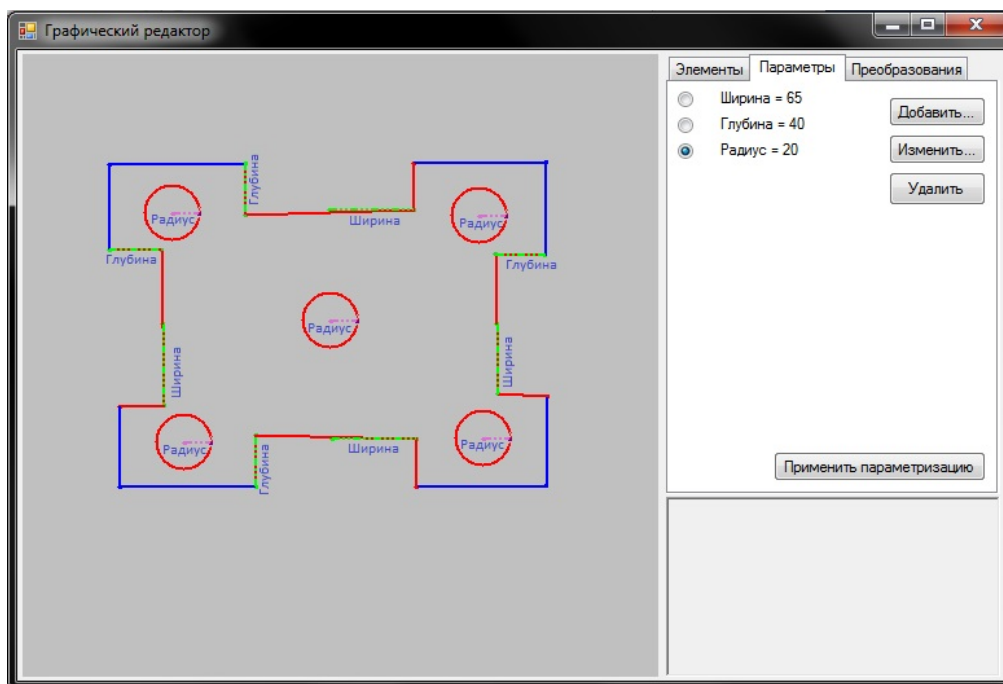 Графический редактор
Элементы
Параметры
Преобразования
Ширина = 65
Глубина = 40
Радиус = 20
Добавить...
Изменить...
Удалить
Применить параметризацию
Глубина
Радиус
Ширина
Радиус
Глубина
Глубина
Радиус
Ширина
Ширина
Радиус
Ширина
Радиус
Глубина